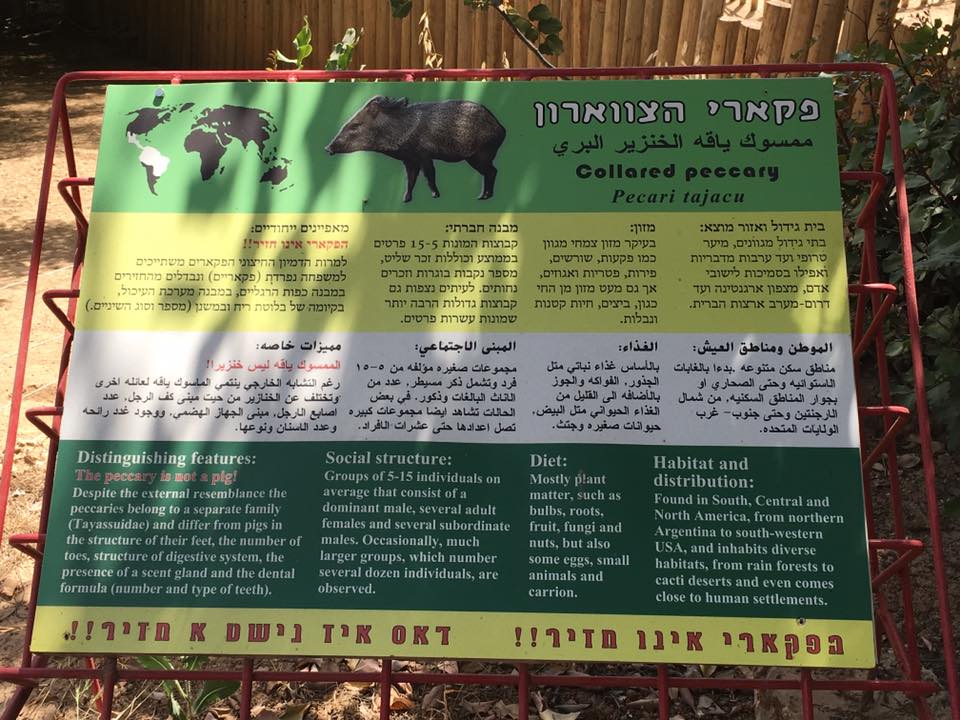 פקארי הצווארון
ممسوك ياقه الخنزير البري
Collared peccary
Pecari tajacu
בית גידול ואזור מוצא:
בתי גידול מגוונים, מיער
טרופי ועד ערבות מדבריות
ואפילו בסמיכות לישובי
אדם, מצפון ארגנטינה ועד
דרום-מערב ארצות הברית.
מזון:
בעיקר מזון צמחי מגוון
כמו פקעות, שורשים,
פירות, פטריות ואגוזים,
אך גם מעט מזון מן החי
כגון, ביצים, חיות קטנות
ונבלות.
מבנה חברתי:
קבוצות המונות 15-5 פרטים
בממוצע וכוללות זכר שליט,
מספר נקבות בוגרות וזכרים
נחותים. לעיתים נצפות גם
קבוצות גדולות הרבה יותר
שמונות עשרות פרטים.
מאפיינים ייחודיים:
הפקארי אינו חזיר!!
למרות הדמיון החיצוני הפקארים משתייכים
למשפחה נפרדת (פקאריים) ונבדלים מהחזירים
במבנה כפות הרגלים, במבנה מערכת העיכול,
בקיומה של בלוטת ריח ובמשנן (מספר וסוג השיניים).
الموطن ومناطق العيش:
مناطق سكن متنوعه .بدءا بالغابات
الاستوائيه وحتى الصحاري او
بجوار المناطق السكنيه، من شمال
الارجنتين وحتى جنوب- غرب
الولايات المتحده.
الغذاء:
بالأساس غذاء نباتي مثل
الجذور، الفواكه والجوز
بالأضافه الى القليل من
الغذاء الحيواني مثل البيض،
حيوانات صغيره وجتث.
المبنى الاجتماعي:
مجموعات صغيره مؤلفه من ٥-١٥
فرد وتشمل ذكر مسيطر، عدد من
الاناث البالغات وذكور. في بعض
الحالات تشاهد ايضا مجموعات كبيره
تصل اعدادها حتى عشرات الأفراد.
مميزات خاصه:
الممسوك ياقه ليس خنزيرا!
رغم التشابه الخارجي ينتمي الماسوك ياقه لعائله اخرى
وتختلف عن الخنازير من حيت مبنى كف الرجل، عدد
اصابع الارجل، مبنى الجهاز الهضمي، ووجود غدد رائحه
وعدد الاسنان ونوعها.
Distinguishing features:
The peccary is not a pig!
Despite the external resemblance the
peccaries belong to a separate family
(Tayassuidae) and differ from pigs in
the structure of their feet, the number of
toes, structure of digestive system, the
presence of a scent gland and the dental
formula (number and type of teeth).
Social structure:
Groups of 5-15 individuals on
average that consist of a
dominant male, several adult
females and several subordinate
males. Occasionally, much
larger groups, which number
several dozen individuals, are
observed.
Diet:
Mostly plant
matter, such as
bulbs, roots,
fruit, fungi and
nuts, but also
some eggs, small
animals and
carrion.
Habitat and
distribution:
Found in South, Central and
North America, from northern
Argentina to south-western
USA, and inhabits diverse
habitats, from rain forests to
cacti deserts and even comes
close to human settlements.
הפקארי אינו חזיר!! דאס איז נישט א חזיר!!